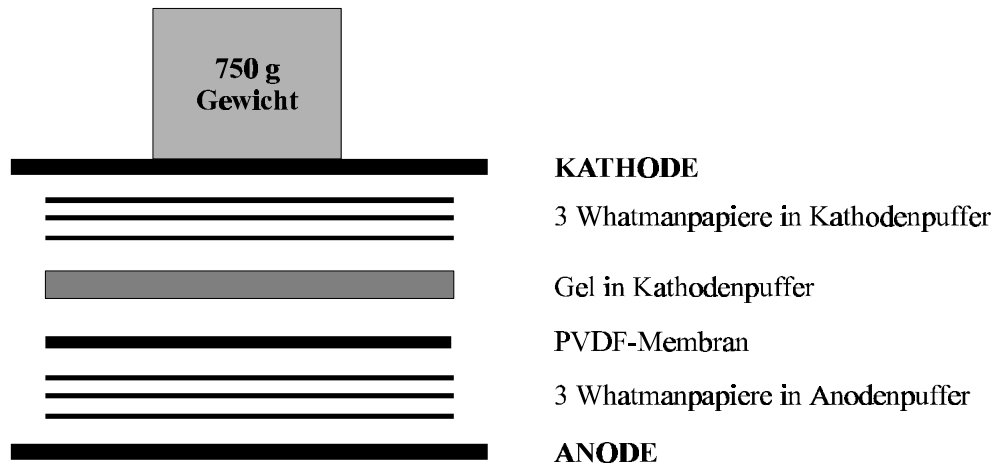 750 g
Gewicht
KATHODE
3 Whatmanpapiere in Kathodenpuffer
Gel in Kathodenpuffer
PVDF-Membran
3 Whatmanpapiere in Anodenpuffer
ANODE